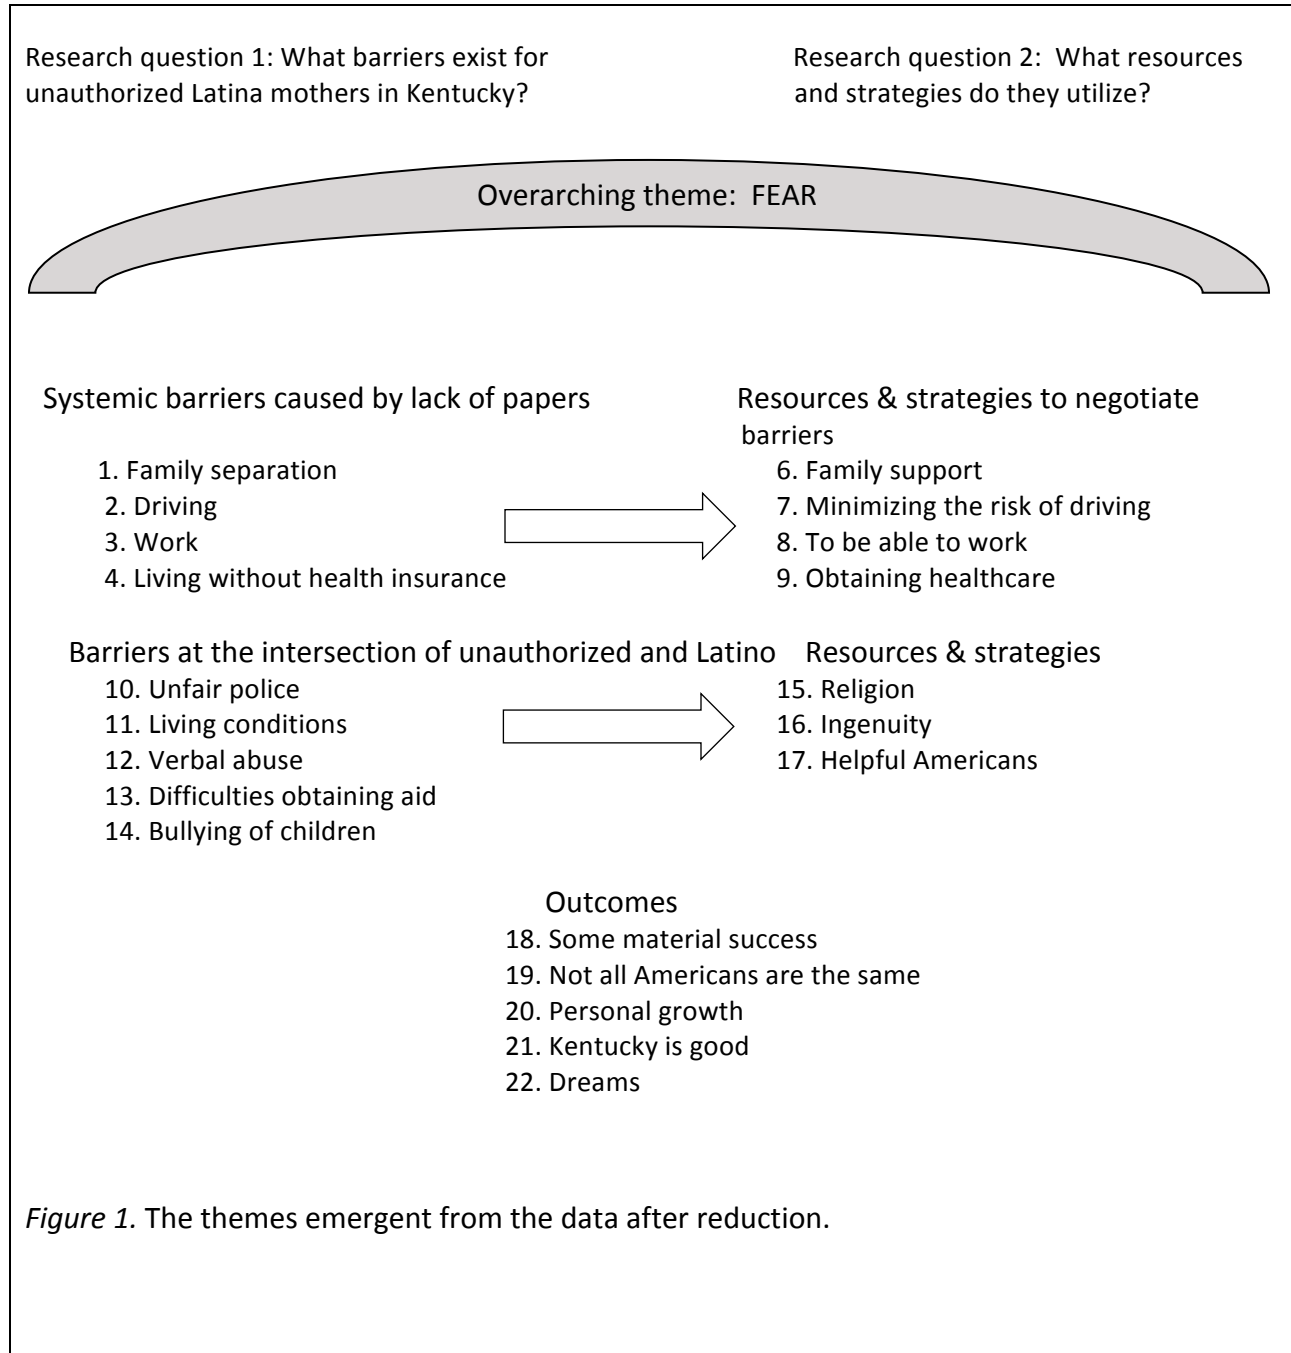 Research question 1: What barriers exist for
unauthorized Latina mothers in Kentucky?
Research question 2:  What resources
and strategies do they utilize?
Overarching theme:  FEAR
Systemic barriers caused by lack of papers
1. Family separation
2. Driving
3. Work
4. Living without health insurance
Resources & strategies to negotiate
barriers
6. Family support
7. Minimizing the risk of driving
8. To be able to work
9. Obtaining healthcare
Barriers at the intersection of unauthorized and Latino
10. Unfair police
11. Living conditions
12. Verbal abuse
13. Difficulties obtaining aid
14. Bullying of children
Resources & strategies
15. Religion
16. Ingenuity
17. Helpful Americans
Outcomes
18. Some material success
19. Not all Americans are the same
20. Personal growth
21. Kentucky is good
22. Dreams
Figure 1. The themes emergent from the data after reduction.